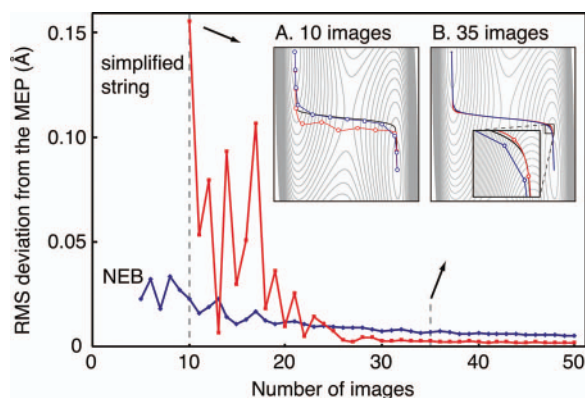 RMS deviation from the MEP (Å)
0.15
0.10
0.05
0
simplified
string
NEB
A. 10 images
B. 35 images
0
10
20
30
40
50
Number of images